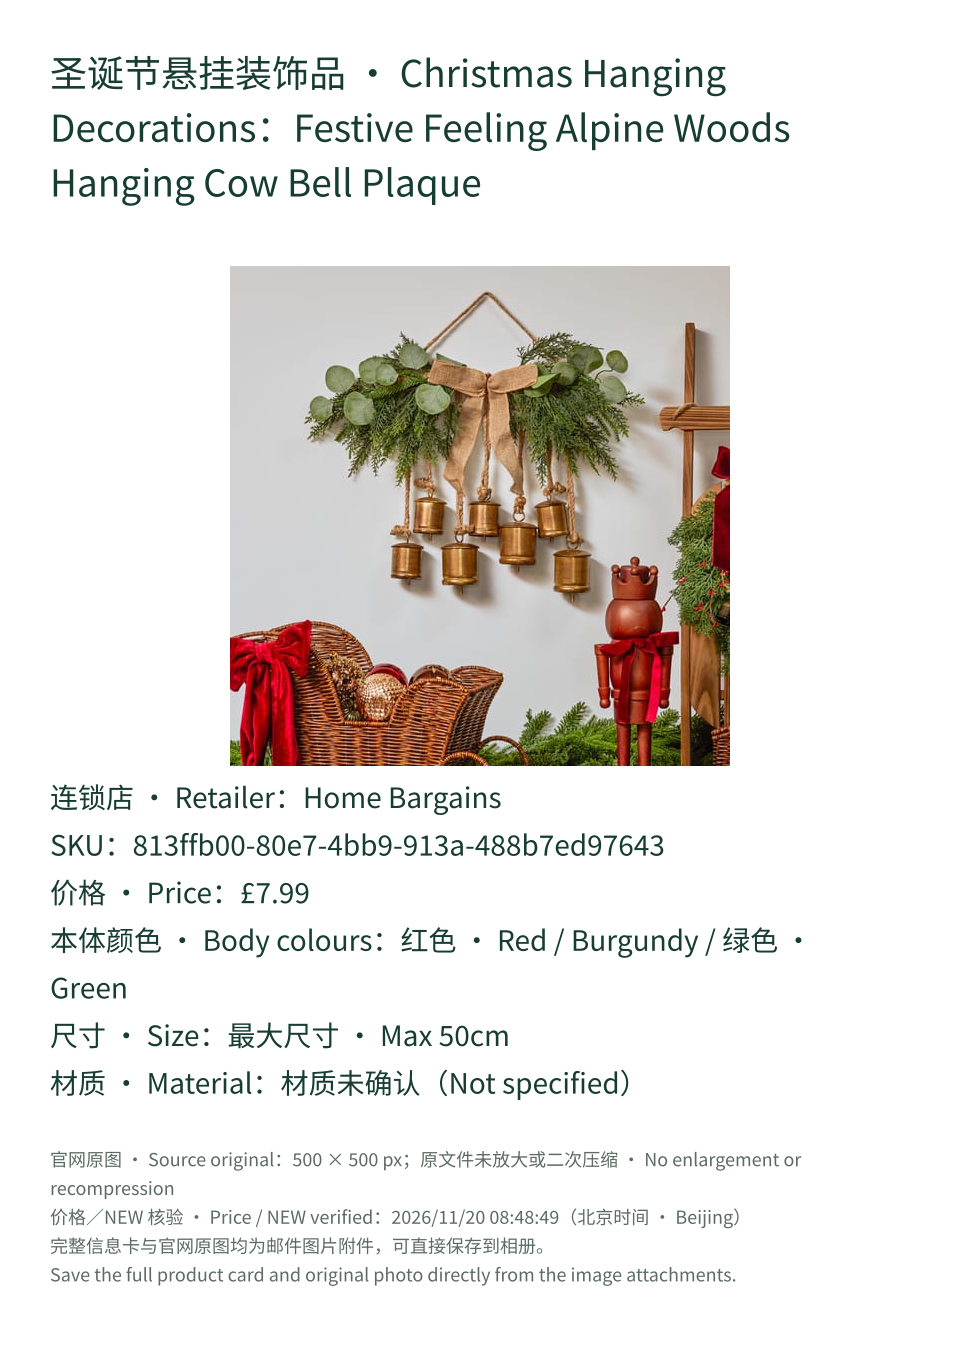 圣诞节悬挂装饰品 · Christmas Hanging
Decorations：Festive Feeling Alpine Woods
Hanging Cow Bell Plaque
连锁店 · Retailer：Home Bargains
SKU：813ffb00-80e7-4bb9-913a-488b7ed97643
价格 · Price：£7.99
本体颜色 · Body colours：红色 · Red / Burgundy / 绿色 ·
Green
尺寸 · Size：最大尺寸 · Max 50cm
材质 · Material：材质未确认（Not specified）
官网原图 · Source original：500 × 500 px；原文件未放大或二次压缩 · No enlargement or
recompression
价格／NEW 核验 · Price / NEW verified：2026/11/20 08:48:49（北京时间 · Beijing）
完整信息卡与官网原图均为邮件图片附件，可直接保存到相册。
Save the full product card and original photo directly from the image attachments.